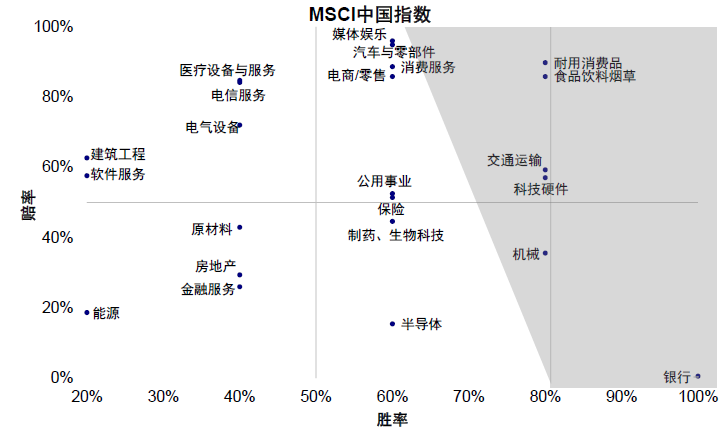 MSCI中国指数
100%
媒体娱乐
汽车与零部件
医疗设备与服务
消费服务
耐用消费品
电商/零售
食品饮料烟草
80%
电信服务
电气设备
建筑工程
交通运输
60%
软件服务
公用事业
科技硬件
赔率
保险
原材料
制药、生物科技
40%
机械
房地产
金融服务
20%
能源
半导体
0%
银行
20%
30%
40%
50%
60%
70%
80%
90%
100%
胜率